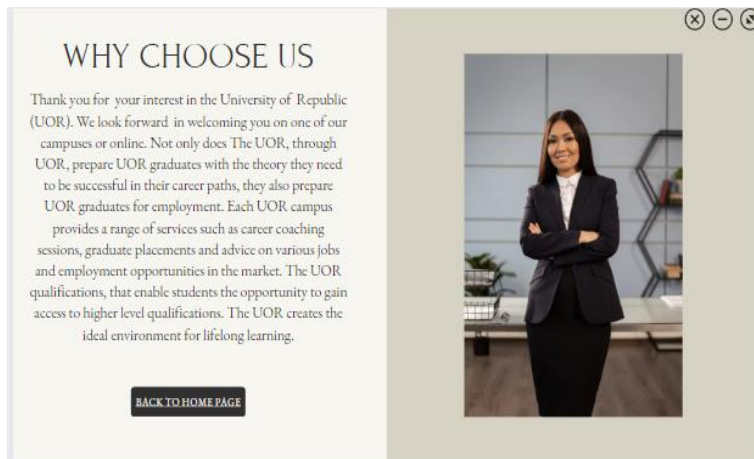 WHY CHOOSE US
Thank you for your interest in the University of Republic
(UOR). We look forward in welcoming you on one of our
campuses or online. Not only does The UOR, through
UOR, prepare UOR graduates with the theory they need
to be successful in their career paths, they also prepare
UOR graduates for employment. Each UOR campus
provides a range of services such as career coaching
sessions, graduate placements and advice on various jobs
and employment opportunities in the market. The UOR
qualifications, that enable students the opportunity to gain
access to higher level qualifications. The UOR creates the
ideal environment for lifelong learning.
BACK TO HOME PAGE